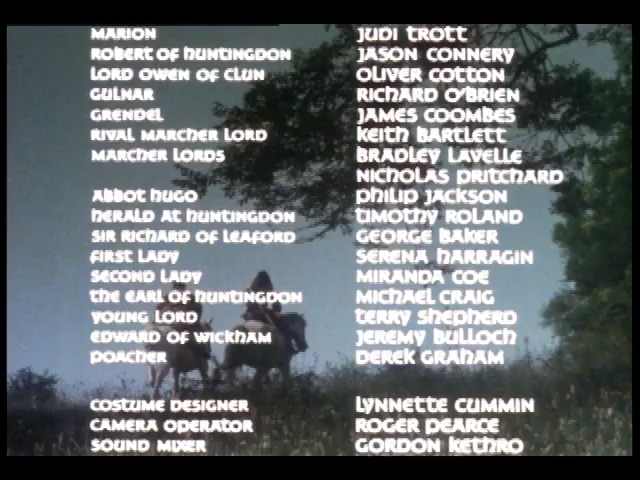 MARION JUDI TROTT
ROBERT OF HUNTINGDON JASON CONNERY
LORD OWEN OF CLUN OLIVER COTTON
GULNAR RICHARD O'BRIEN
GRENDEL JAMES COOMBES
RIVAL MARCHER LORD KEITH BARTLETT
MARCHER LORDS BRADLEY LAVELLE
NICHOLAS PRITCHARD
ABBOT HUGO PHILIP JACKSON
HERALD AT HUNTINGDON TIMOTHY ROLAND
SIR RICHARD OF LEAFORD GEORGE BAKER
FIRST LADY SERENA HARRAGIN
SECOND LADY MIRANDA COE
THE EARL OF HUNTINGDON MICHAEL CRAIG
YOUNG LORD TERRY SHEPHERD
EDWARD OF WICKHAM JEREMY BULLOCH
POACHER DEREK GRAHAM
COSTUME DESIGNER LYNNETTE CUMMIN
CAMERA OPERATOR ROGER PEARCE
SOUND MIXER GORDON KETHRO